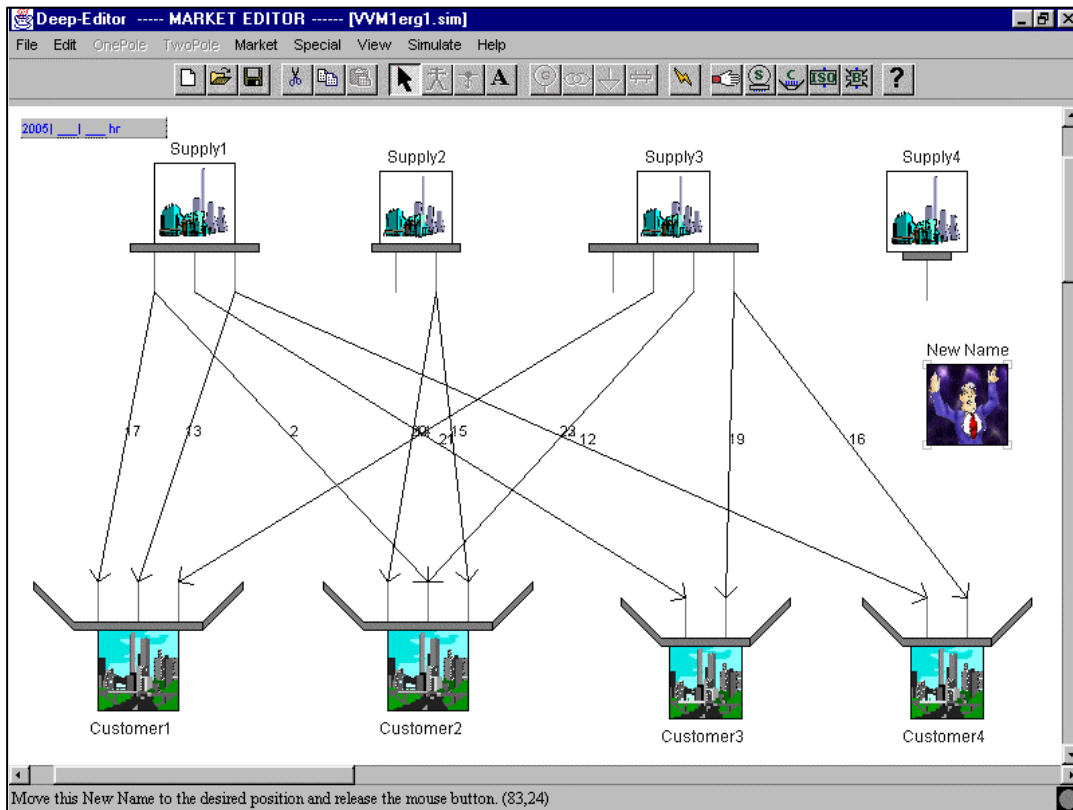 Deep-Editor ----- MARKET EDITOR ------ [VVM1erg1.sim]
File Edit OnePole TwoPole Market Special View Simulate Help
A G S C ISO B ?
2005| ___| ___ hr
Supply1 Supply2 Supply3 Supply4
New Name
17 13 2 21 15 23 12 19 16
Customer1 Customer2 Customer3 Customer4
Move this New Name to the desired position and release the mouse button. (83,24)